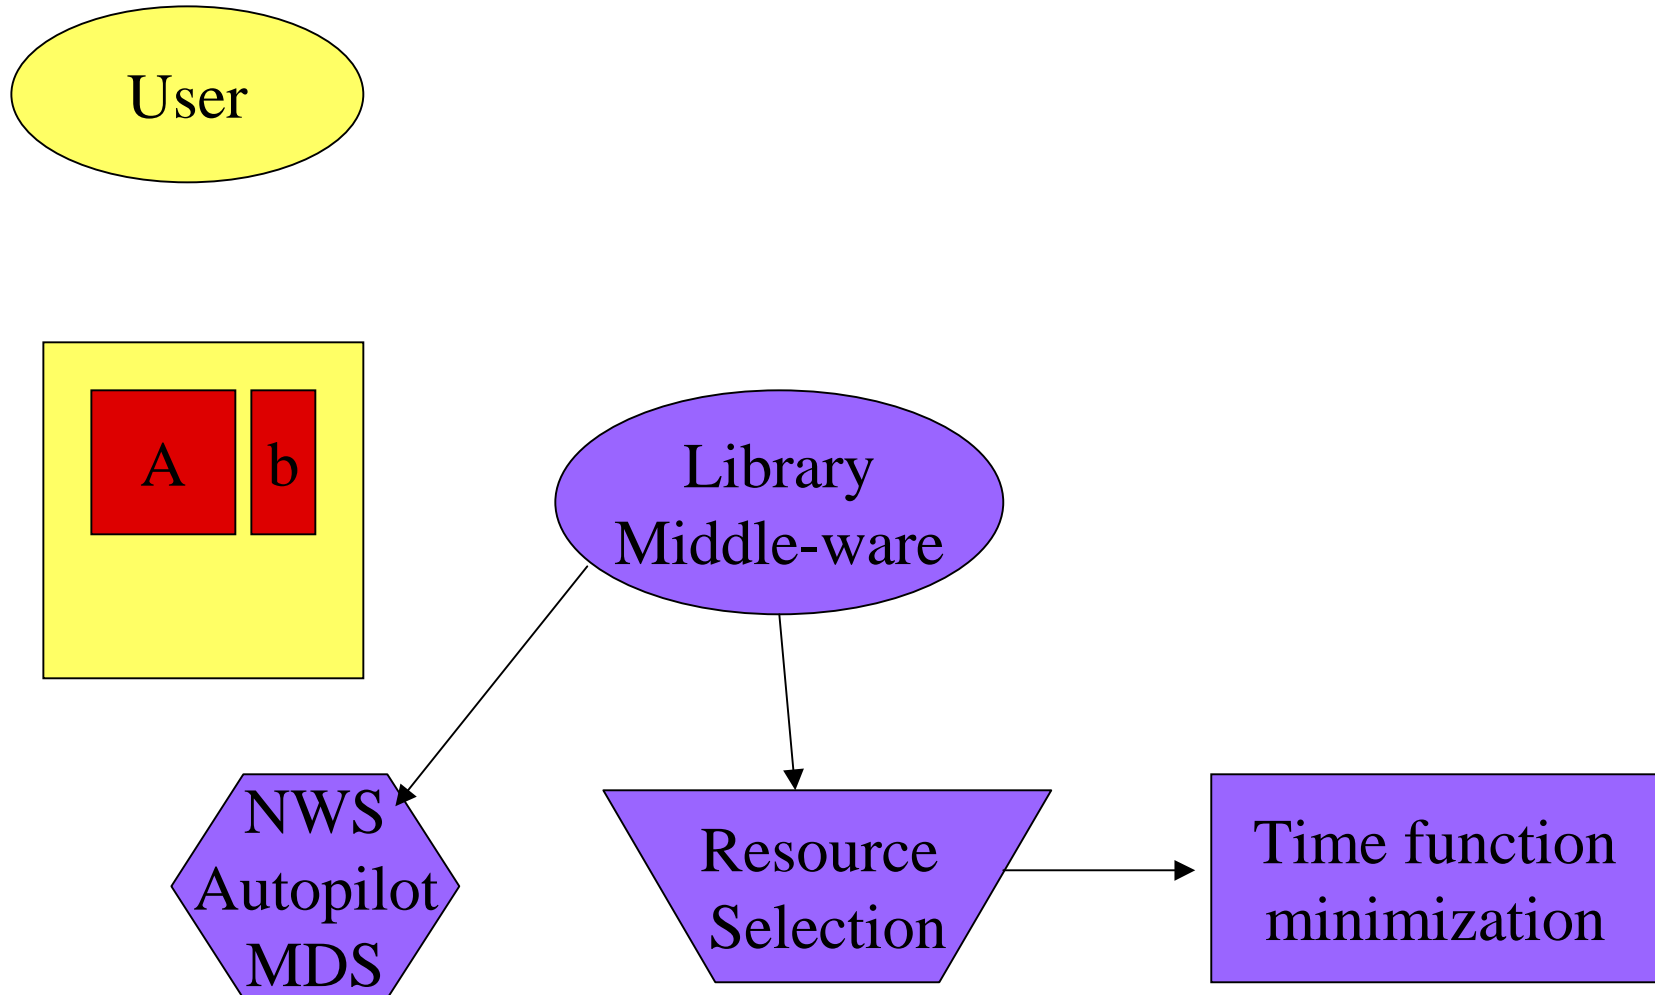 User
A
b
Library
Middle-ware
NWS
Autopilot
MDS
Resource
Selection
Time function
minimization